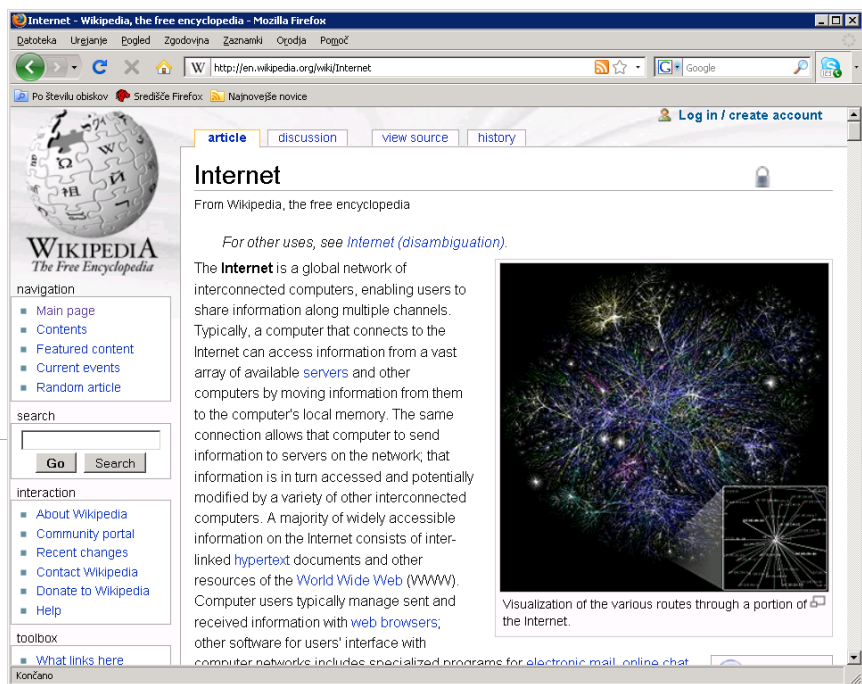 Internet - Wikipedia, the free encyclopedia - Mozilla Firefox
Datoteka Urejanje Pogled Zgodovina Zaznamki Orodja Pomoč
W http://en.wikipedia.org/wiki/Internet G Google
Po številu obiskov Središče Firefox Najnovejše novice
Log in / create account
article discussion view source history
WIKIPEDIA
The Free Encyclopedia
navigation
Main page
Contents
Featured content
Current events
Random article
search
Go Search
interaction
About Wikipedia
Community portal
Recent changes
Contact Wikipedia
Donate to Wikipedia
Help
toolbox
What links here
Internet
From Wikipedia, the free encyclopedia
For other uses, see Internet (disambiguation).
The Internet is a global network of
interconnected computers, enabling users to
share information along multiple channels.
Typically, a computer that connects to the
Internet can access information from a vast
array of available servers and other
computers by moving information from them
to the computer's local memory. The same
connection allows that computer to send
information to servers on the network; that
information is in turn accessed and potentially
modified by a variety of other interconnected
computers. A majority of widely accessible
information on the Internet consists of inter-
linked hypertext documents and other
resources of the World Wide Web (WWW).
Computer users typically manage sent and
received information with web browsers;
other software for users' interface with
computer networks includes specialized programs for electronic mail, online chat
Visualization of the various routes through a portion of
the Internet.
Končano